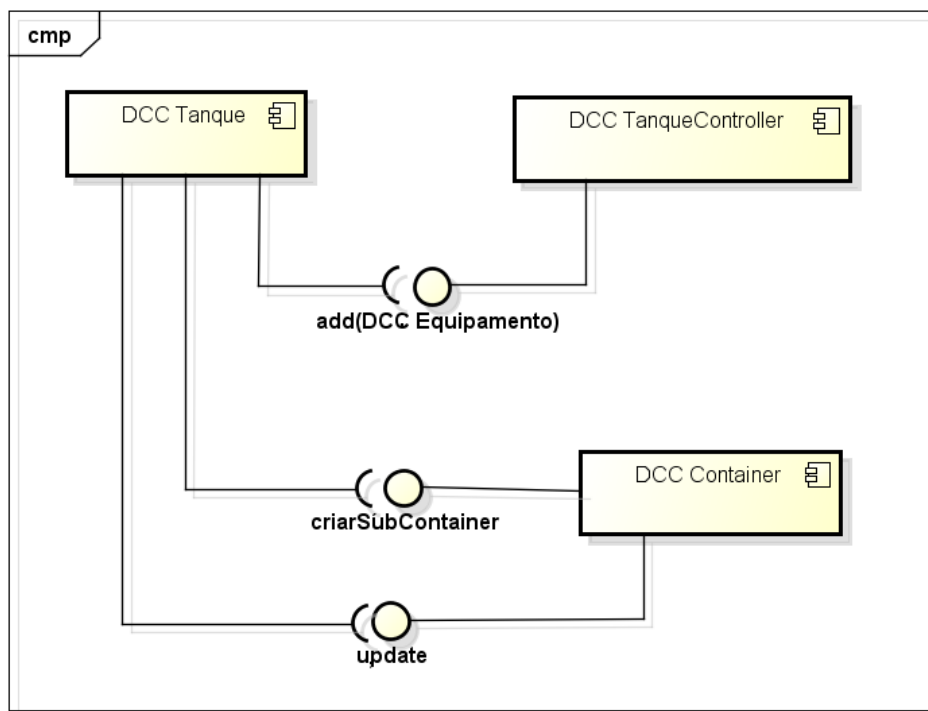 cmp
DCC Tanque
DCC TanqueController
add(DCC Equipamento)
DCC Container
criarSubContainer
update